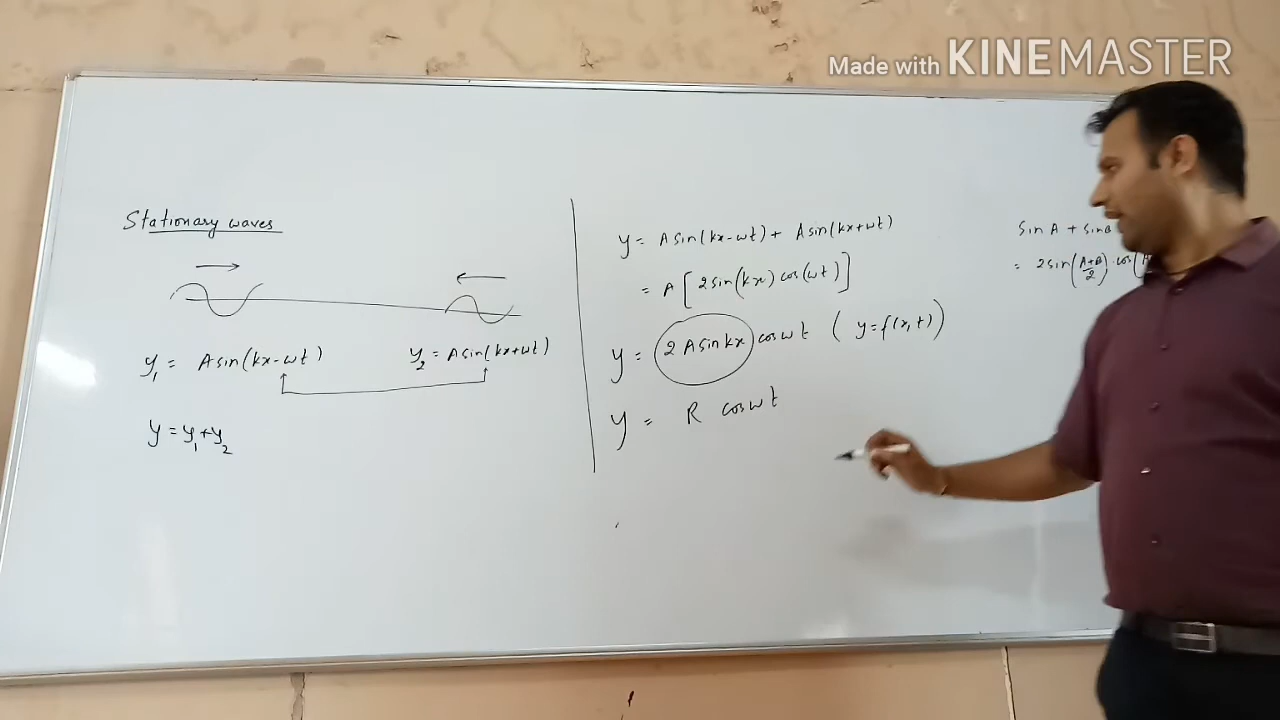 Made with KINEMASTER
Stationary waves
y₁ = A sin(kx-ωt)
y₂ = A sin(kx+ωt)
y = y₁+y₂
y = A sin(kx-ωt) + A sin(kx+ωt)
= A [ 2 sin(kx) cos(ωt) ]
y = 2 A sin kx cos ωt ( y = f(x,t) )
y = R cos ωt
sin A + sin B
= 2 sin(A+B/2) · cos(